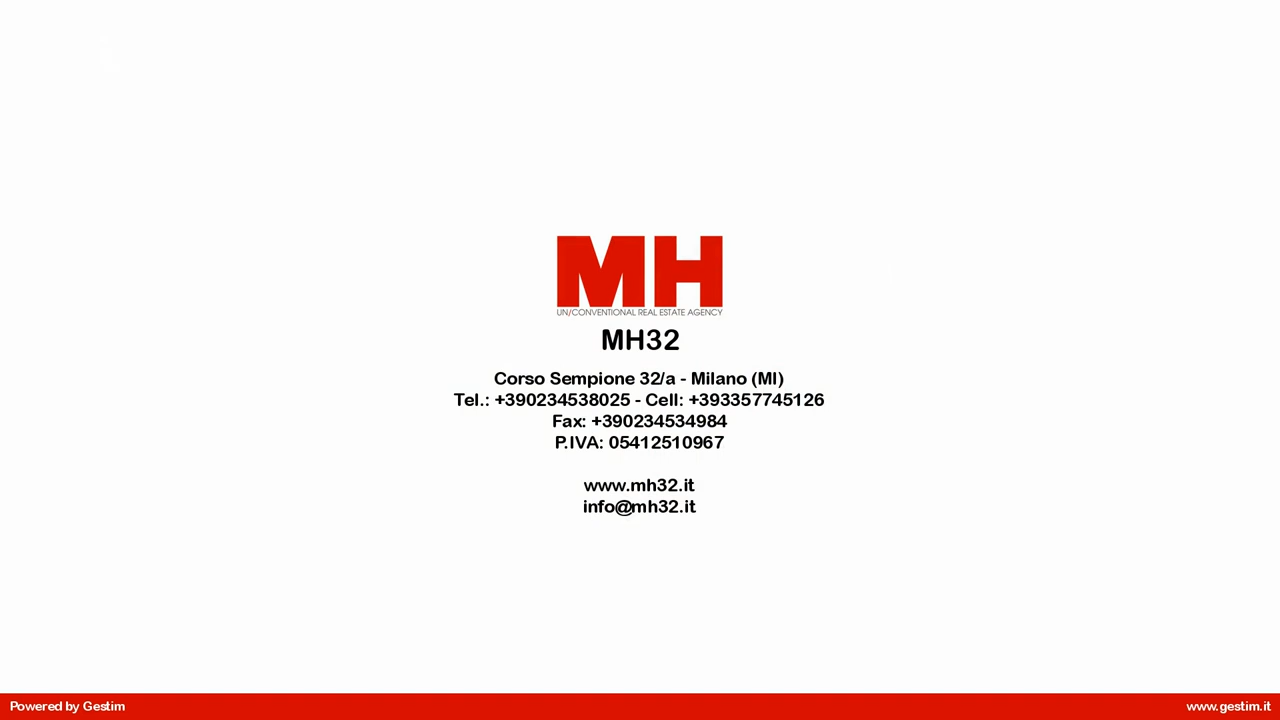 MH
UN/CONVENTIONAL REAL ESTATE AGENCY
MH32
Corso Sempione 32/a - Milano (MI)
Tel.: +390234538025 - Cell: +393357745126
Fax: +390234534984
P.IVA: 05412510967
www.mh32.it
info@mh32.it
Powered by Gestim
www.gestim.it